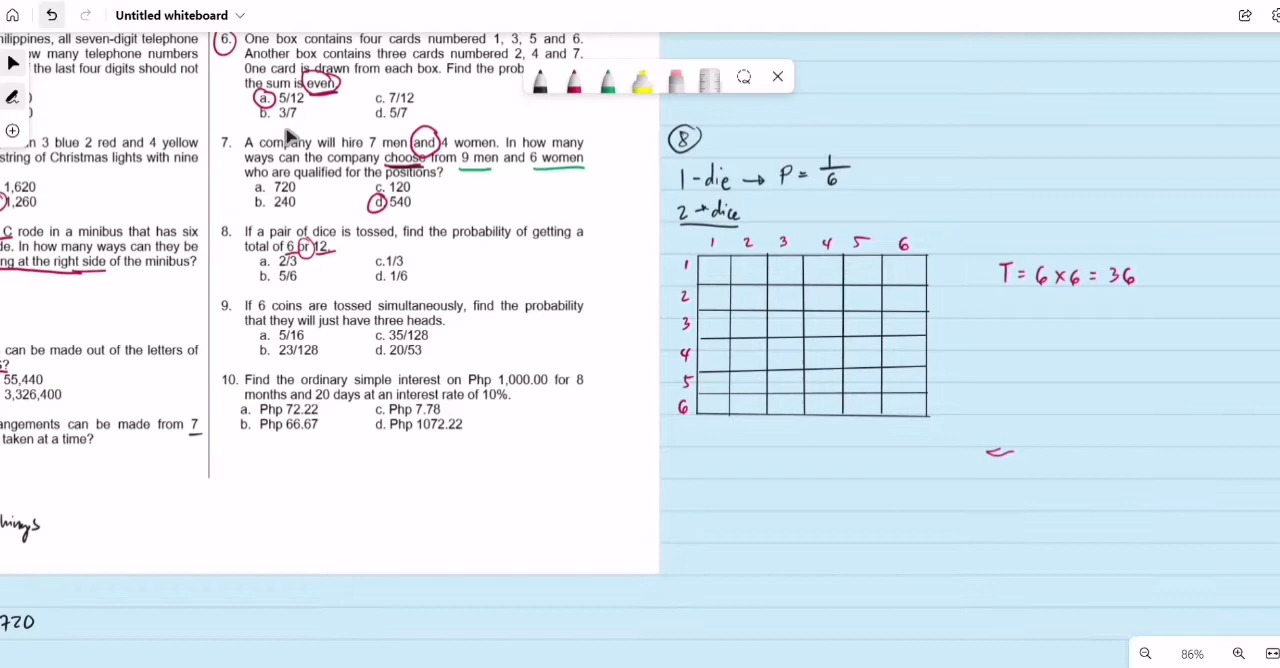 Untitled whiteboard
hilippines, all seven-digit telephone
w many telephone numbers
the last four digits should not
n 3 blue 2 red and 4 yellow
string of Christmas lights with nine
1,620
1,260
C rode in a minibus that has six
de. In how many ways can they be
ng at the right side of the minibus?
can be made out of the letters of
s?
55,440
3,326,400
angements can be made from 7
taken at a time?
hings
720
6. One box contains four cards numbered 1, 3, 5 and 6.
Another box contains three cards numbered 2, 4 and 7.
One card is drawn from each box. Find the prob
the sum is even.
a. 5/12 c. 7/12
b. 3/7 d. 5/7
7. A company will hire 7 men and 4 women. In how many
ways can the company choose from 9 men and 6 women
who are qualified for the positions?
a. 720 c. 120
b. 240 d. 540
8. If a pair of dice is tossed, find the probability of getting a
total of 6 or 12.
a. 2/3 c.1/3
b. 5/6 d. 1/6
9. If 6 coins are tossed simultaneously, find the probability
that they will just have three heads.
a. 5/16 c. 35/128
b. 23/128 d. 20/53
10. Find the ordinary simple interest on Php 1,000.00 for 8
months and 20 days at an interest rate of 10%.
a. Php 72.22 c. Php 7.78
b. Php 66.67 d. Php 1072.22
8
1-die → P = 1/6
2 → dice
1 2 3 4 5 6
1
2
3
4
5
6
T = 6 x 6 = 36
86%